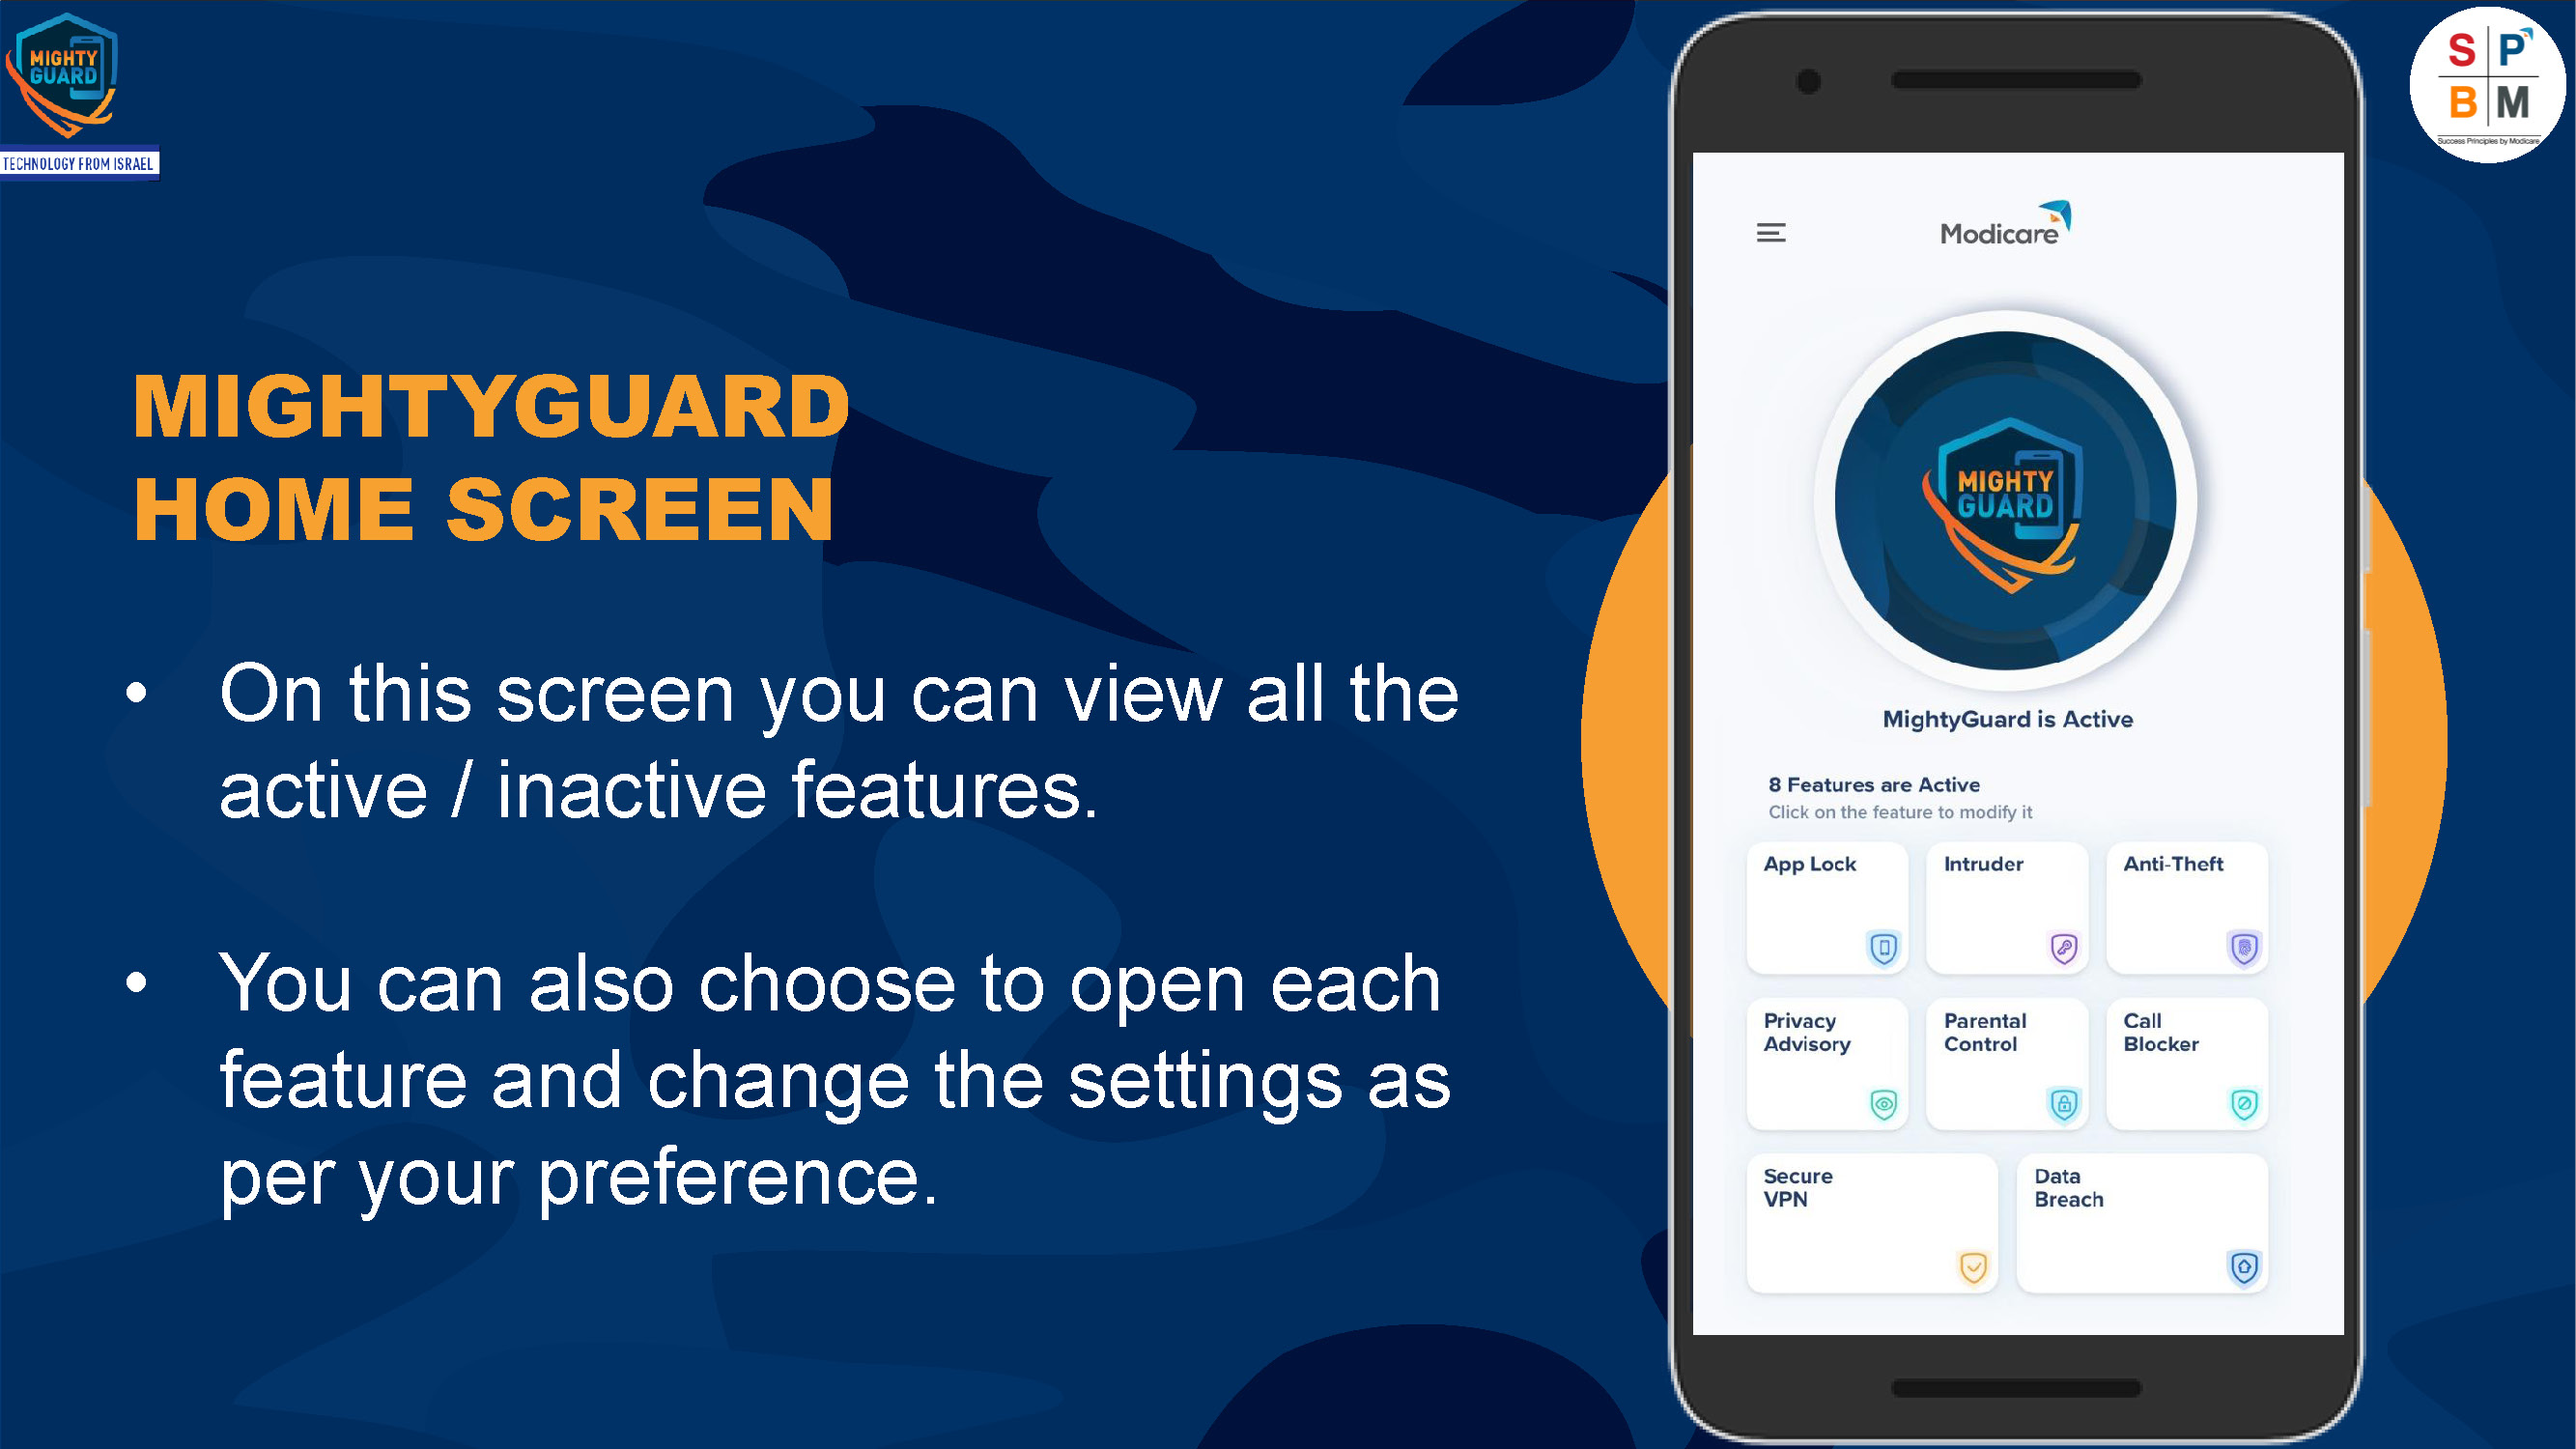 MIGHTY
GUARD
TECHNOLOGY FROM ISRAEL
S P
B M
Success Principles by Modicare
MIGHTYGUARD
HOME SCREEN
• On this screen you can view all the
active / inactive features.
• You can also choose to open each
feature and change the settings as
per your preference.
Modicare
MIGHTY
GUARD
MightyGuard is Active
8 Features are Active
Click on the feature to modify it
App Lock
Intruder
Anti-Theft
Privacy
Advisory
Parental
Control
Call
Blocker
Secure
VPN
Data
Breach